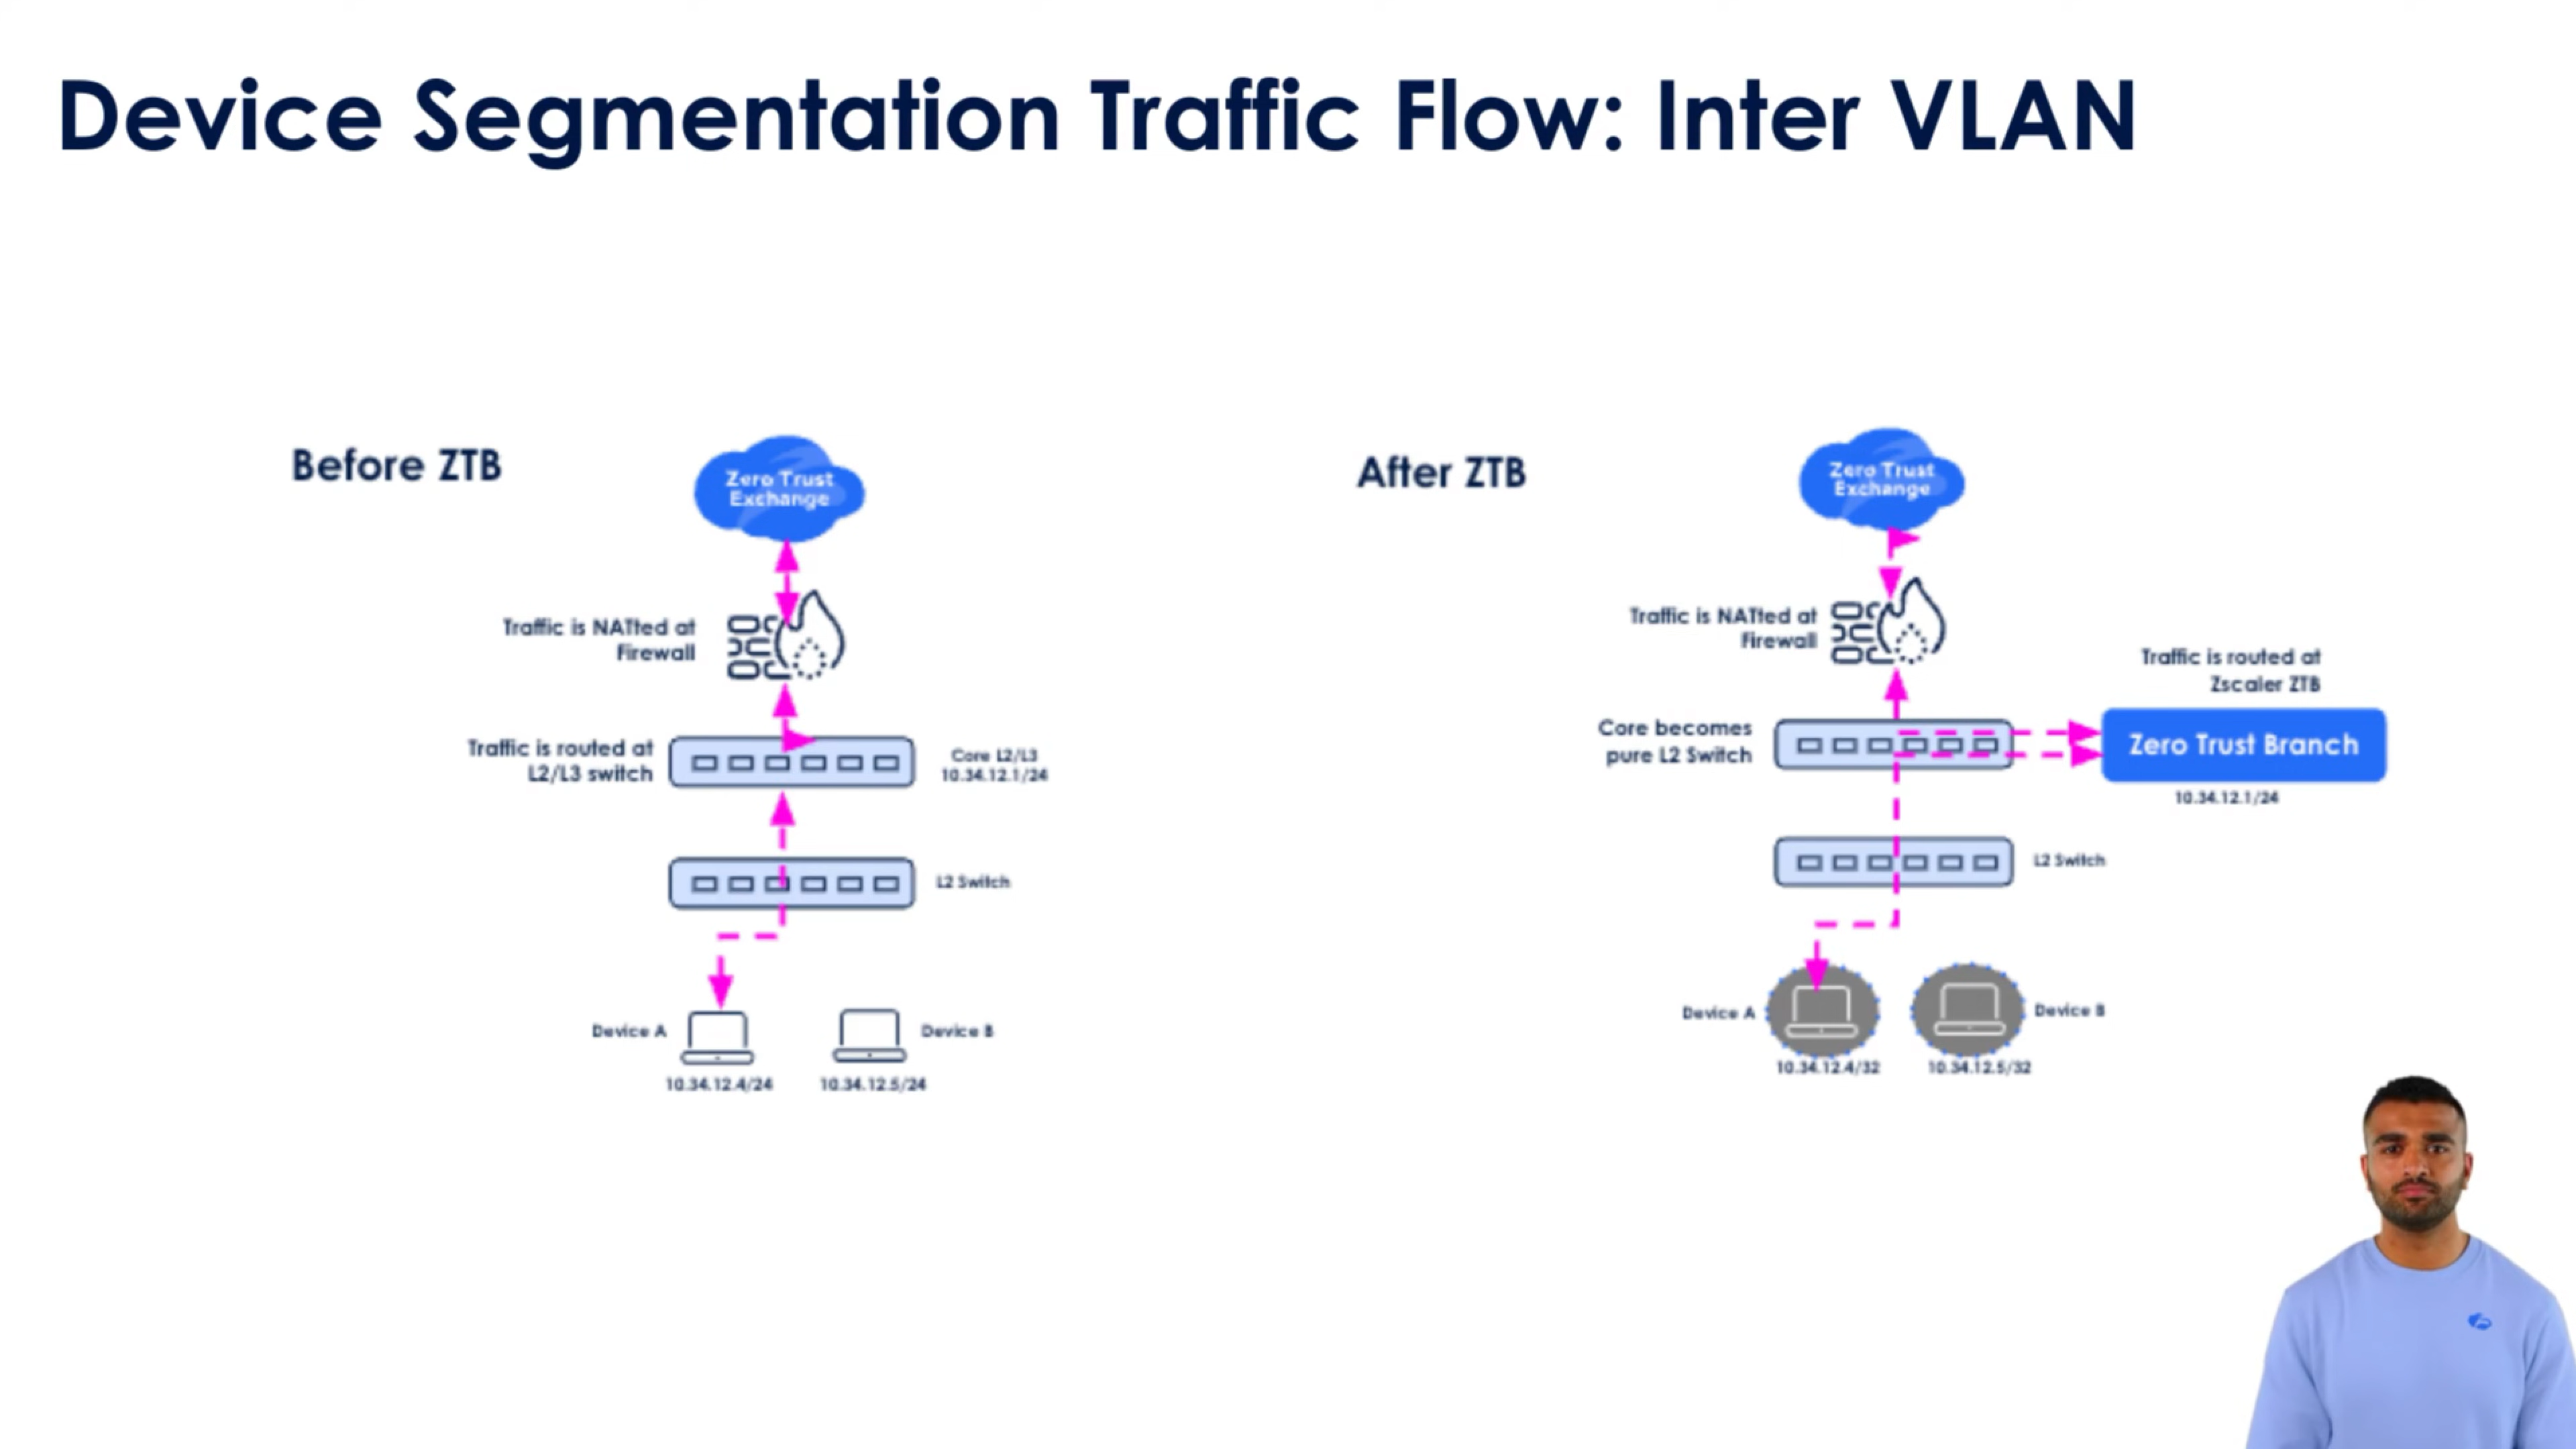 Device Segmentation Traffic Flow: Inter VLAN
Before ZTB
Zero Trust
Exchange
Traffic is NATted at
Firewall
Traffic is routed at
L2/L3 switch
Core L2/L3
10.34.12.1/24
L2 Switch
Device A
Device B
10.34.12.4/24
10.34.12.5/24
After ZTB
Zero Trust
Exchange
Traffic is NATted at
Firewall
Traffic is routed at
Zscaler ZTB
Core becomes
pure L2 Switch
Zero Trust Branch
10.34.12.1/24
L2 Switch
Device A
Device B
10.34.12.4/32
10.34.12.5/32